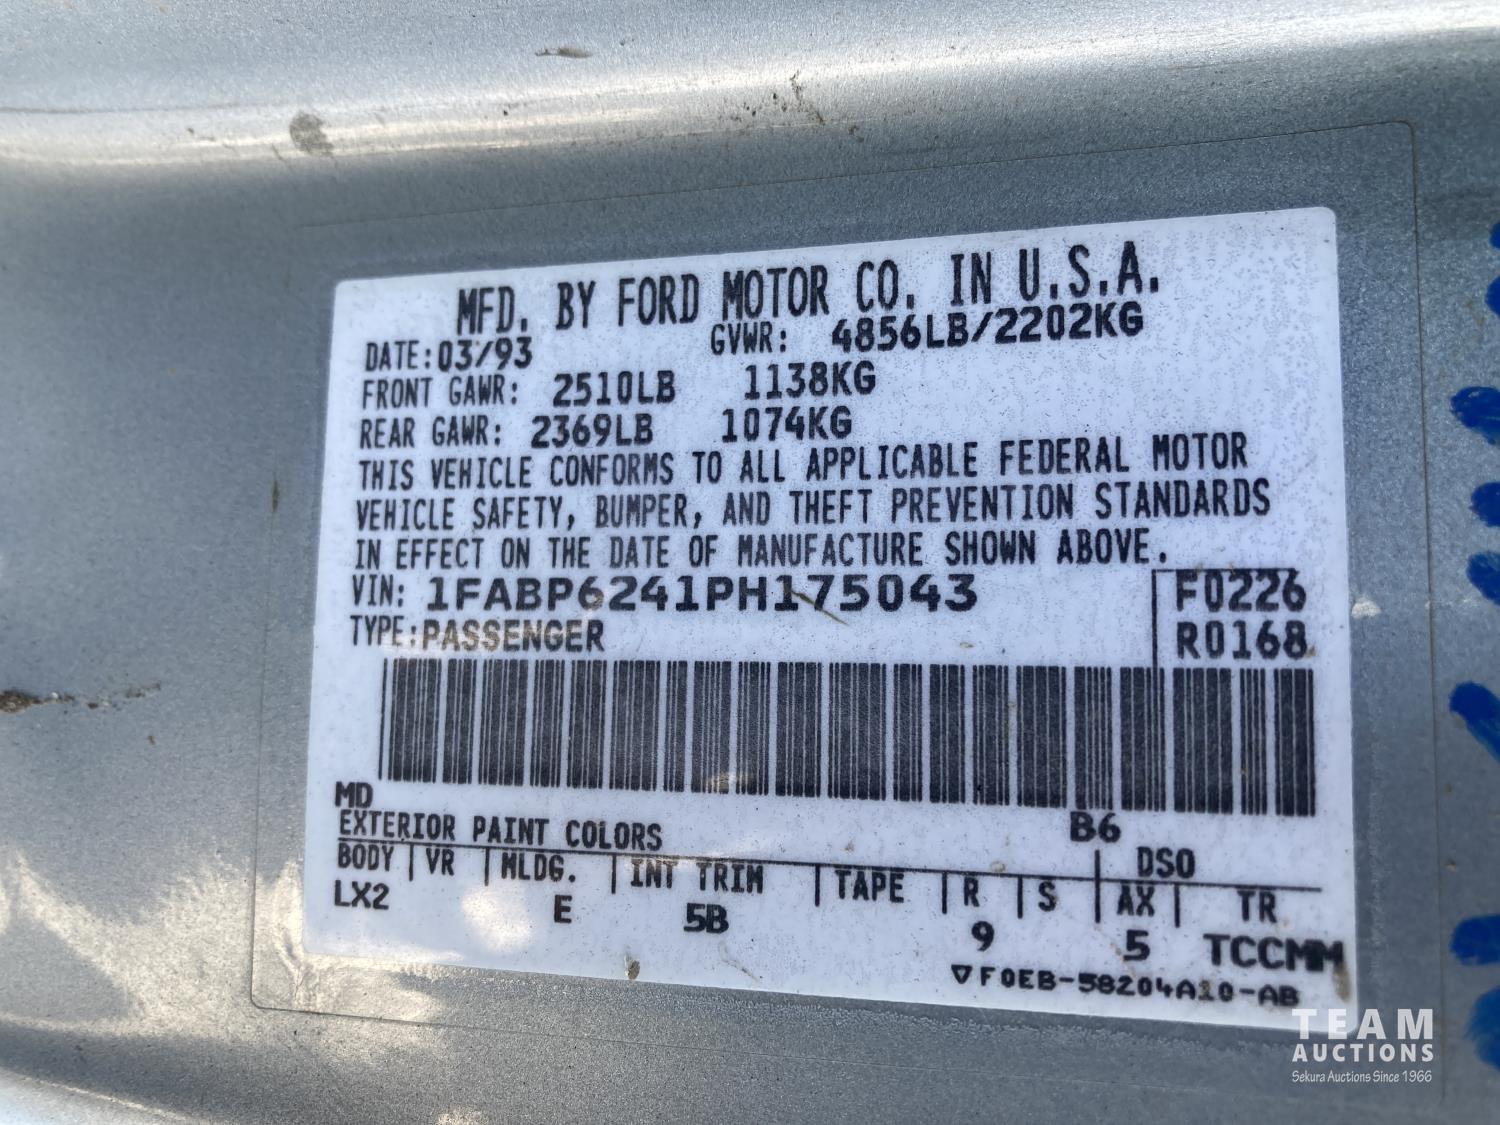 MFD. BY FORD MOTOR CO. IN U.S.A.
DATE: 03/93 GVWR: 4856LB/2202KG
FRONT GAWR: 2510LB 1138KG
REAR GAWR: 2369LB 1074KG
THIS VEHICLE CONFORMS TO ALL APPLICABLE FEDERAL MOTOR
VEHICLE SAFETY, BUMPER, AND THEFT PREVENTION STANDARDS
IN EFFECT ON THE DATE OF MANUFACTURE SHOWN ABOVE.
VIN: 1FABP6241PH175043 F0226
TYPE: PASSENGER R0168
MD
EXTERIOR PAINT COLORS B6 DSO
BODY | VR | MLDG. | INT TRIM | TAPE | R | S | AX | TR
LX2 E 5B 9 5 TCCMM
▽F0EB-58204A10-AB
TEAM
AUCTIONS
Sekura Auctions Since 1966